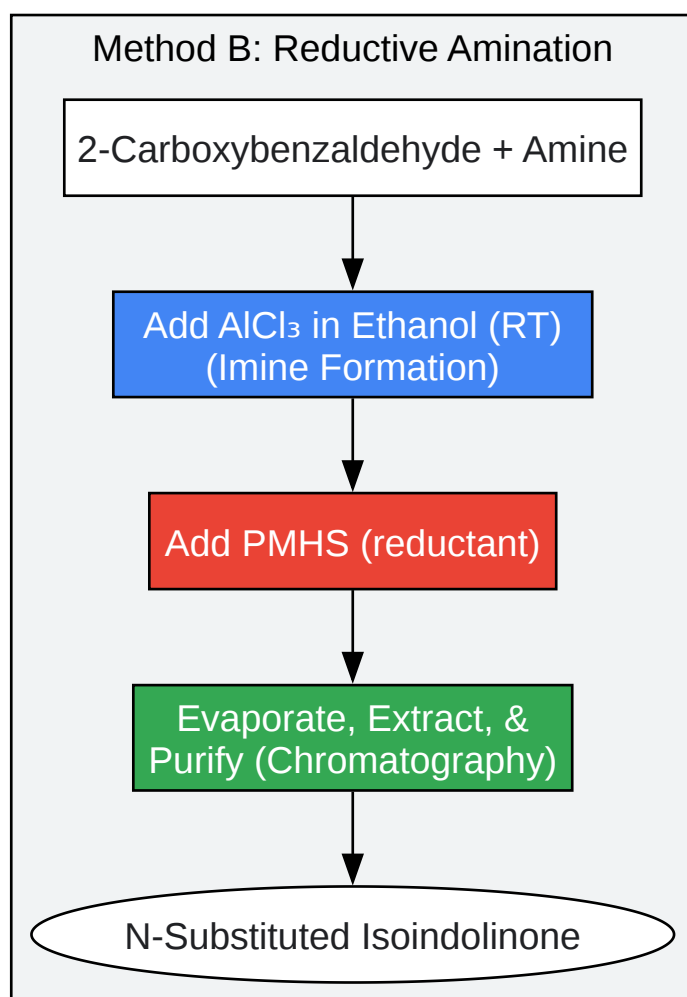 Method B: Reductive Amination
2-Carboxybenzaldehyde + Amine
Add AlCl₃ in Ethanol (RT)
(Imine Formation)
Add PMHS (reductant)
Evaporate, Extract, &
Purify (Chromatography)
N-Substituted Isoindolinone